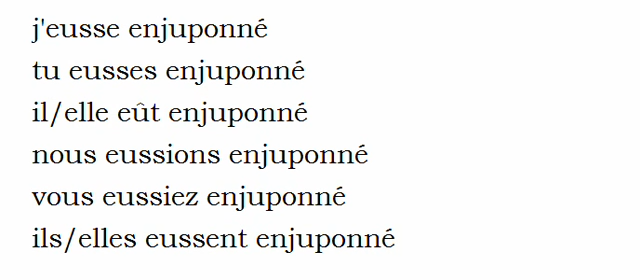 j'eusse enjuponné
tu eusses enjuponné
il/elle eût enjuponné
nous eussions enjuponné
vous eussiez enjuponné
ils/elles eussent enjuponné